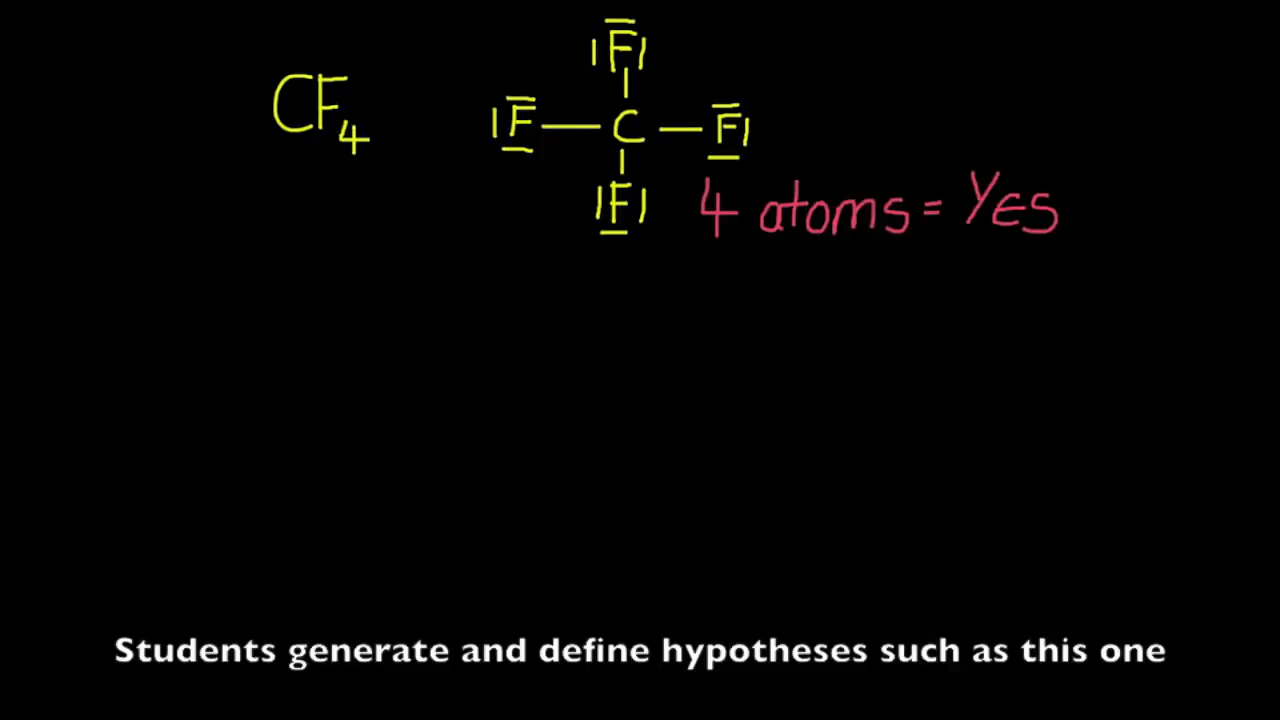 F
CF₄ F — C — F
F
4 atoms = YES
Students generate and define hypotheses such as this one